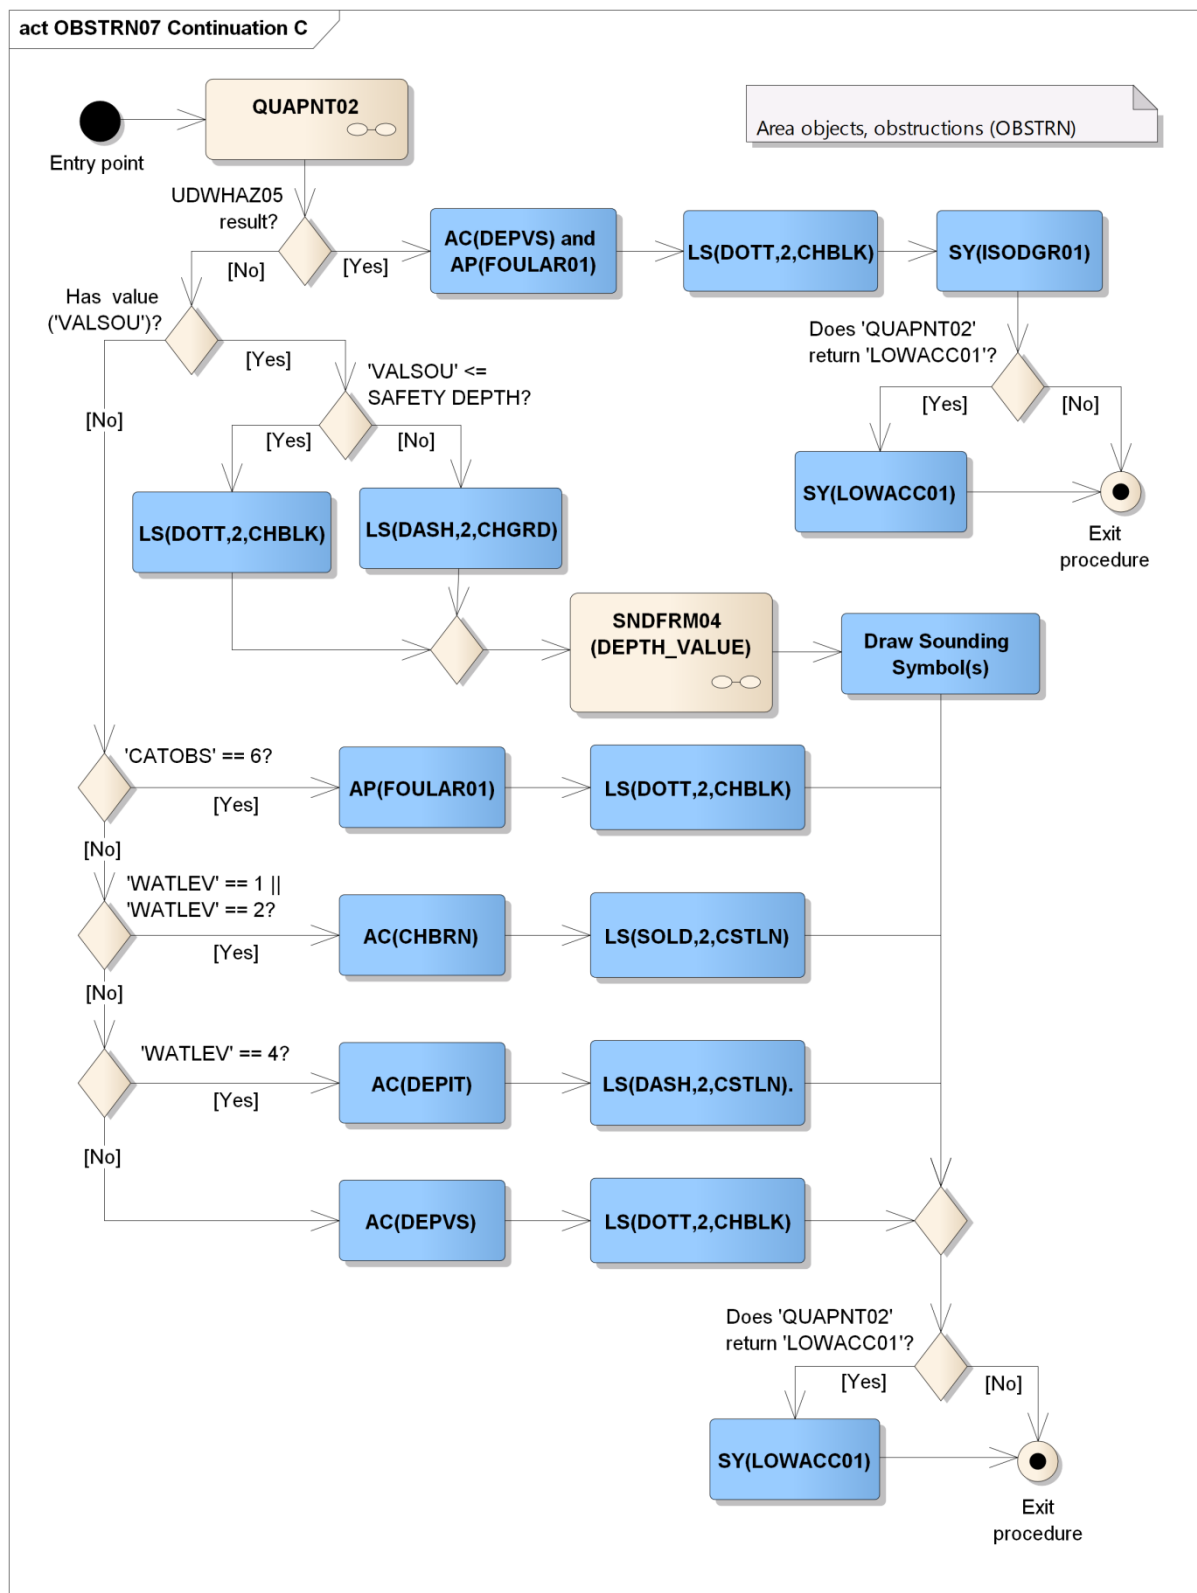 act OBSTRN07 Continuation C
QUAPNT02
Entry point
Area objects, obstructions (OBSTRN)
UDWHAZ05
result?
[No]
[Yes]
AC(DEPVS) and
AP(FOULAR01)
LS(DOTT,2,CHBLK)
SY(ISODGR01)
Has value
('VALSOU')?
[Yes]
[No]
Does 'QUAPNT02'
return 'LOWACC01'?
[Yes]
[No]
'VALSOU' <=
SAFETY DEPTH?
[Yes]
[No]
SY(LOWACC01)
Exit
procedure
LS(DOTT,2,CHBLK)
LS(DASH,2,CHGRD)
SNDFRM04
(DEPTH_VALUE)
Draw Sounding
Symbol(s)
'CATOBS' == 6?
[Yes]
AP(FOULAR01)
LS(DOTT,2,CHBLK)
[No]
'WATLEV' == 1 ||
'WATLEV' == 2?
[Yes]
AC(CHBRN)
LS(SOLD,2,CSTLN)
[No]
'WATLEV' == 4?
[Yes]
AC(DEPIT)
LS(DASH,2,CSTLN).
[No]
AC(DEPVS)
LS(DOTT,2,CHBLK)
Does 'QUAPNT02'
return 'LOWACC01'?
[Yes]
[No]
SY(LOWACC01)
Exit
procedure